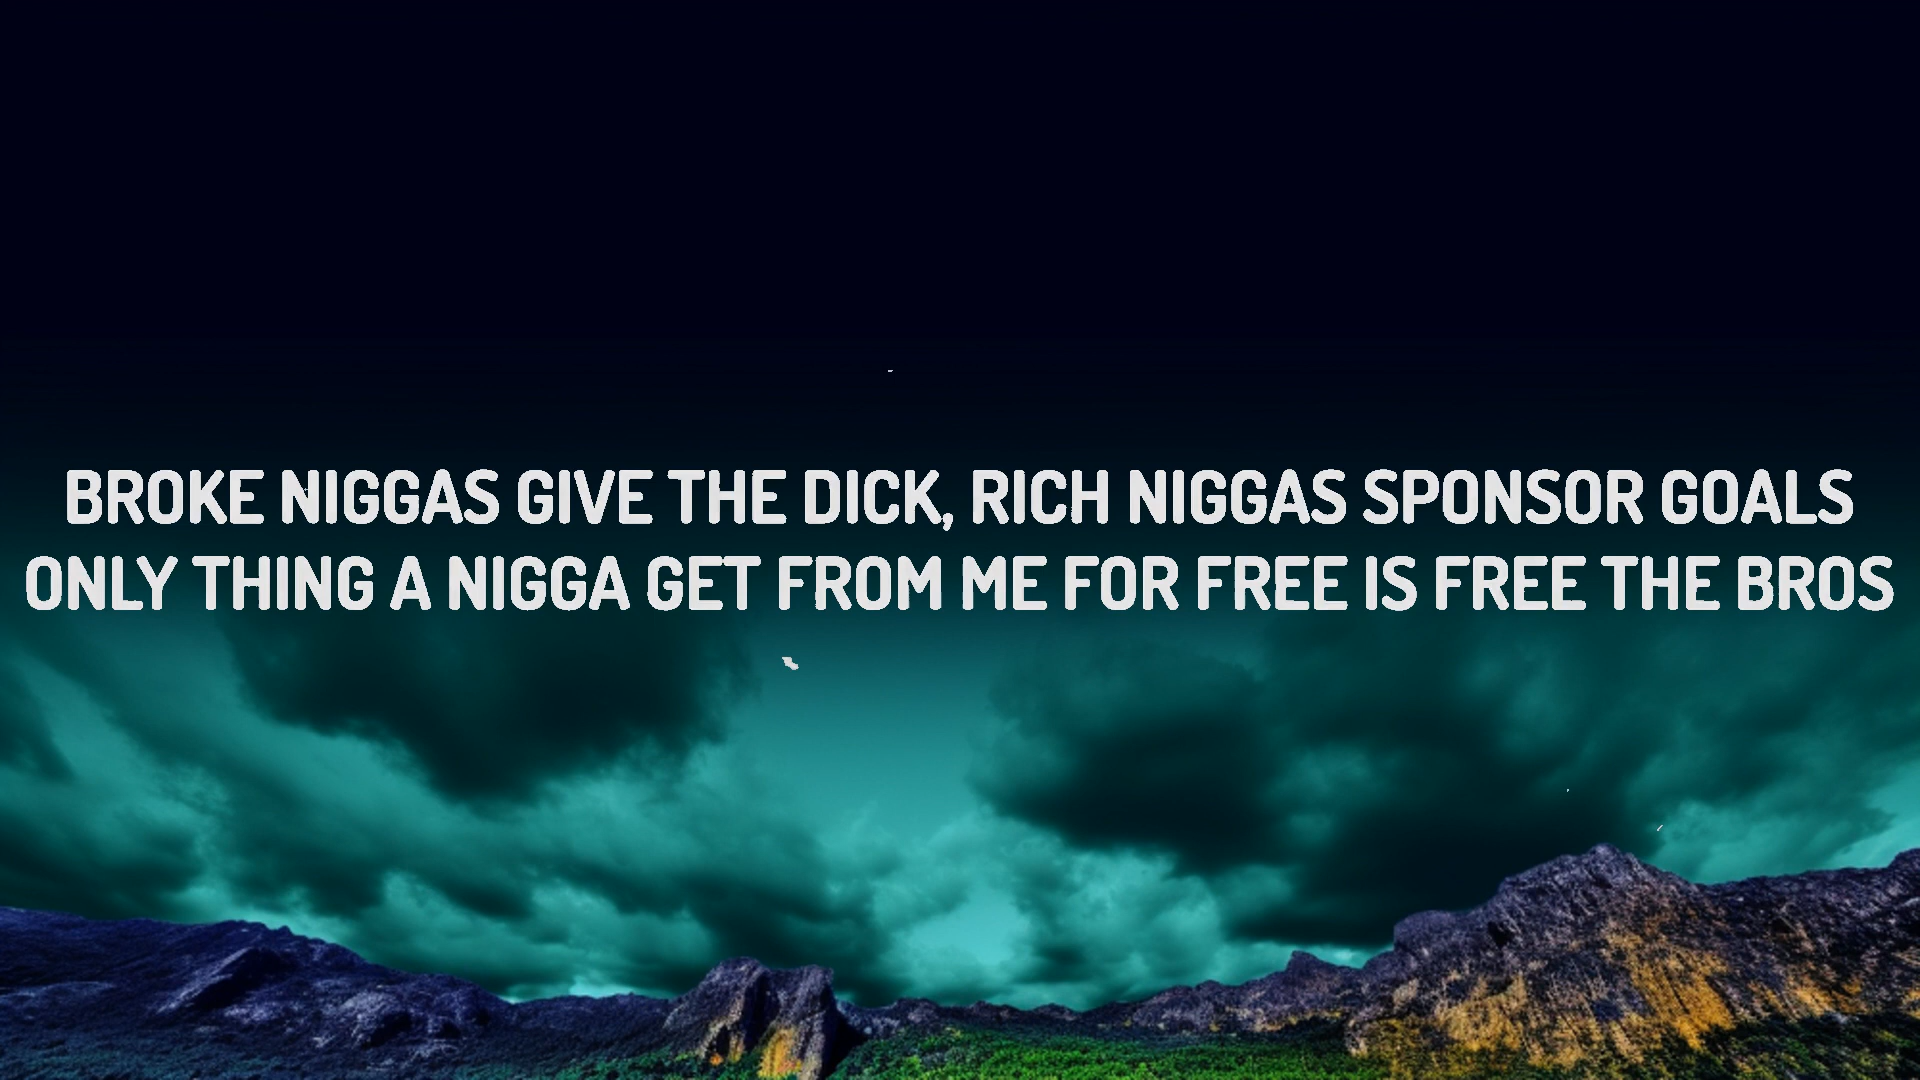 BROKE NIGGAS GIVE THE DICK, RICH NIGGAS SPONSOR GOALS
ONLY THING A NIGGA GET FROM ME FOR FREE IS FREE THE BROS